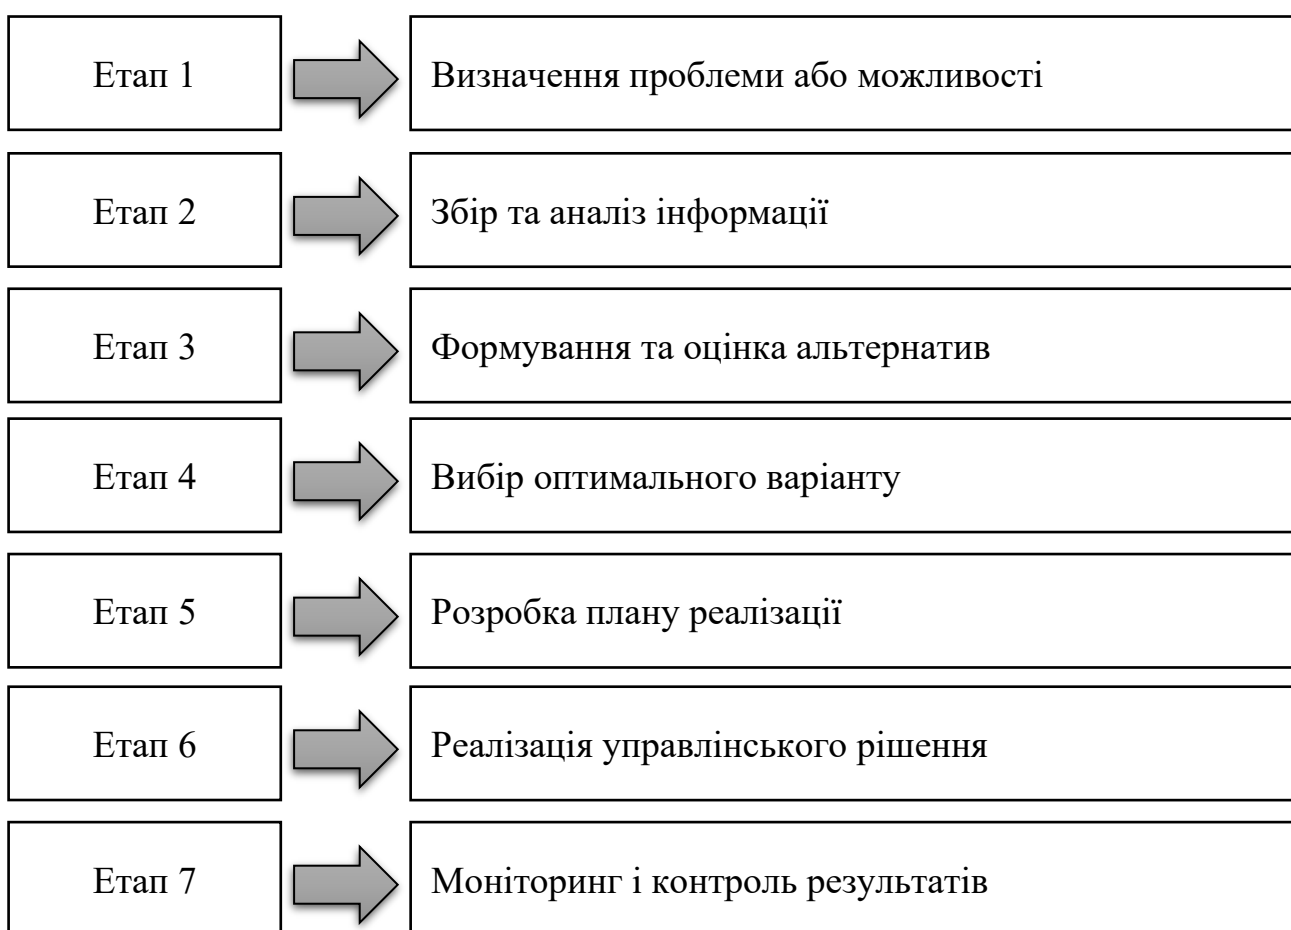 Етап 1
Визначення проблеми або можливості
Етап 2
Збір та аналіз інформації
Етап 3
Формування та оцінка альтернатив
Етап 4
Вибір оптимального варіанту
Етап 5
Розробка плану реалізації
Етап 6
Реалізація управлінського рішення
Етап 7
Моніторинг і контроль результатів